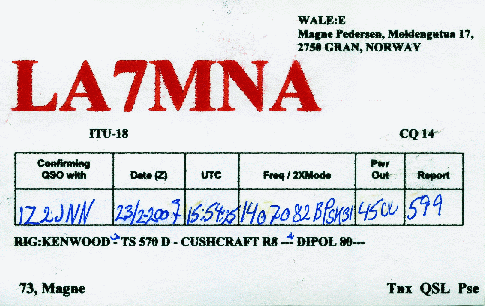 WALE:E
Magne Pedersen, Moldengutua 17,
2750 GRAN, NORWAY
LA7MNA
ITU-18 CQ 14
Confirming QSO with Date (Z) UTC Freq / 2XMode Pwr Out Report
IZ2JNN 23/2-2007 15:54:25 14070.82 BPSK31 45W 599
RIG:KENWOOD TS 570 D - CUSHCRAFT R8 --- DIPOL 80---
73, Magne Tnx QSL Pse